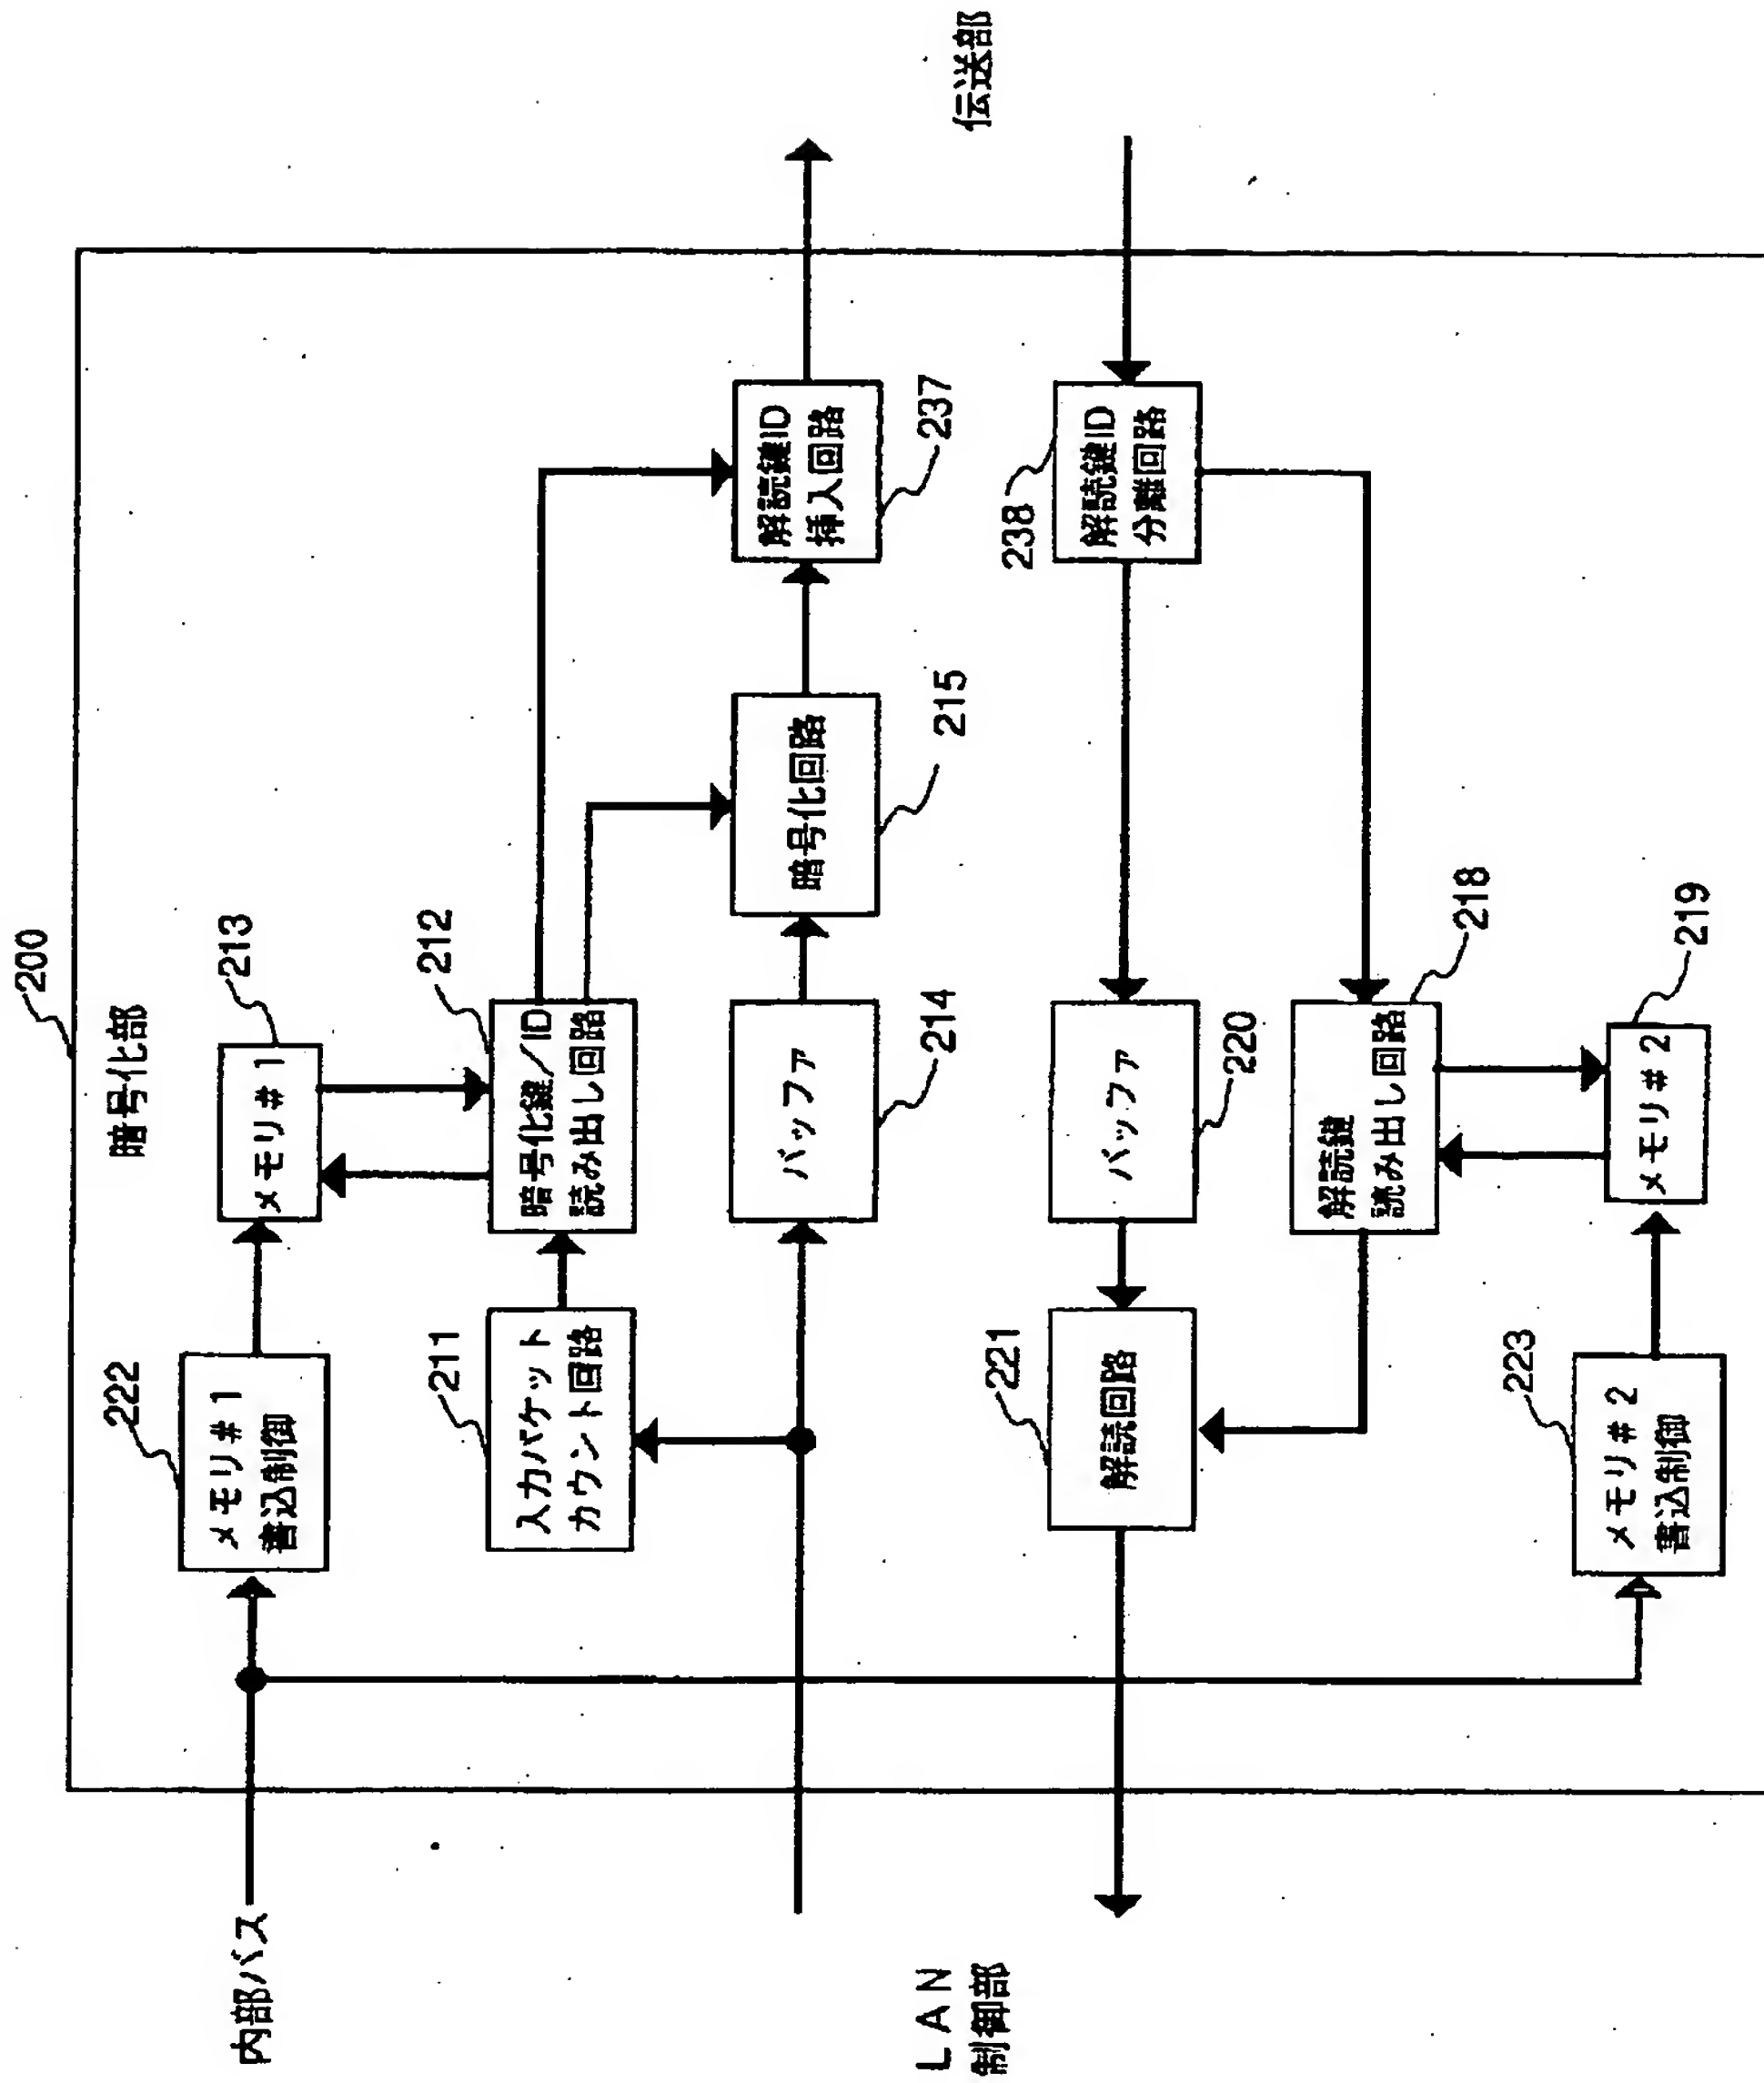 200
暗号化部
内部バス
222
メモリ#1
書込制御
メモリ#1
213
211
入力パケット
カウント回路
212
暗号化鍵/ID
読み出し回路
バッファ
214
暗号化回路
215
解読鍵ID
挿入回路
237
LAN
制御部
伝送部
221
解読回路
バッファ
220
238
解読鍵ID
分離回路
解読鍵
読み出し回路
218
223
メモリ#2
書込制御
メモリ#2
219